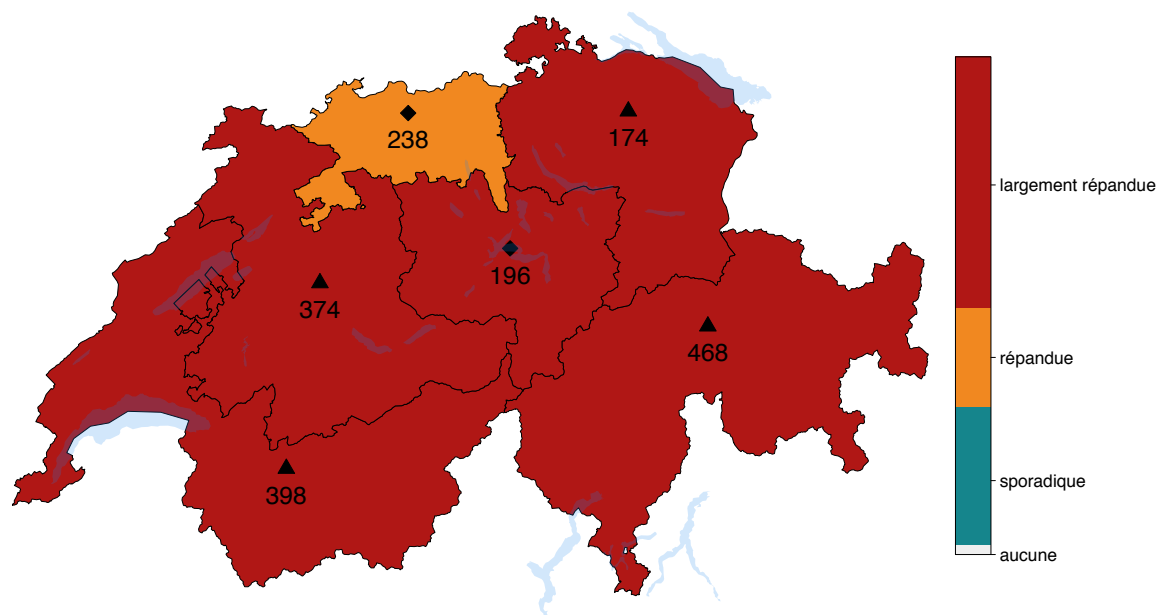 238
174
196
374
468
398
largement répandue
répandue
sporadique
aucune